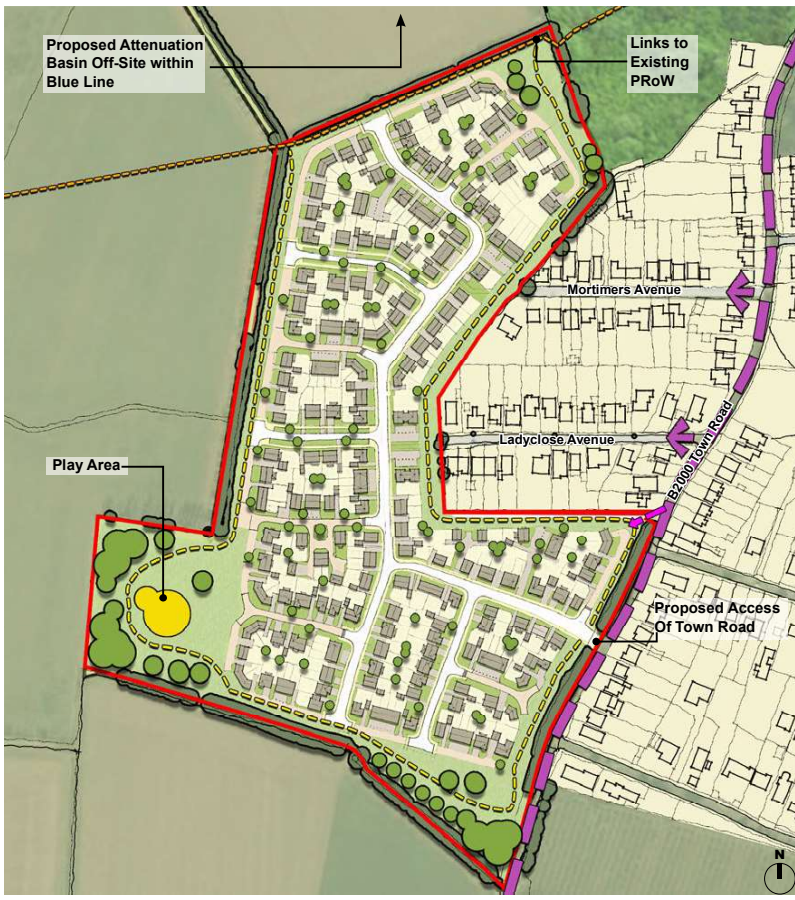 Proposed Attenuation
Basin Off-Site within
Blue Line
Links to
Existing
PRoW
Mortimers Avenue
Ladyclose Avenue
B2000 Town Road
Play Area
Proposed Access
Of Town Road
N